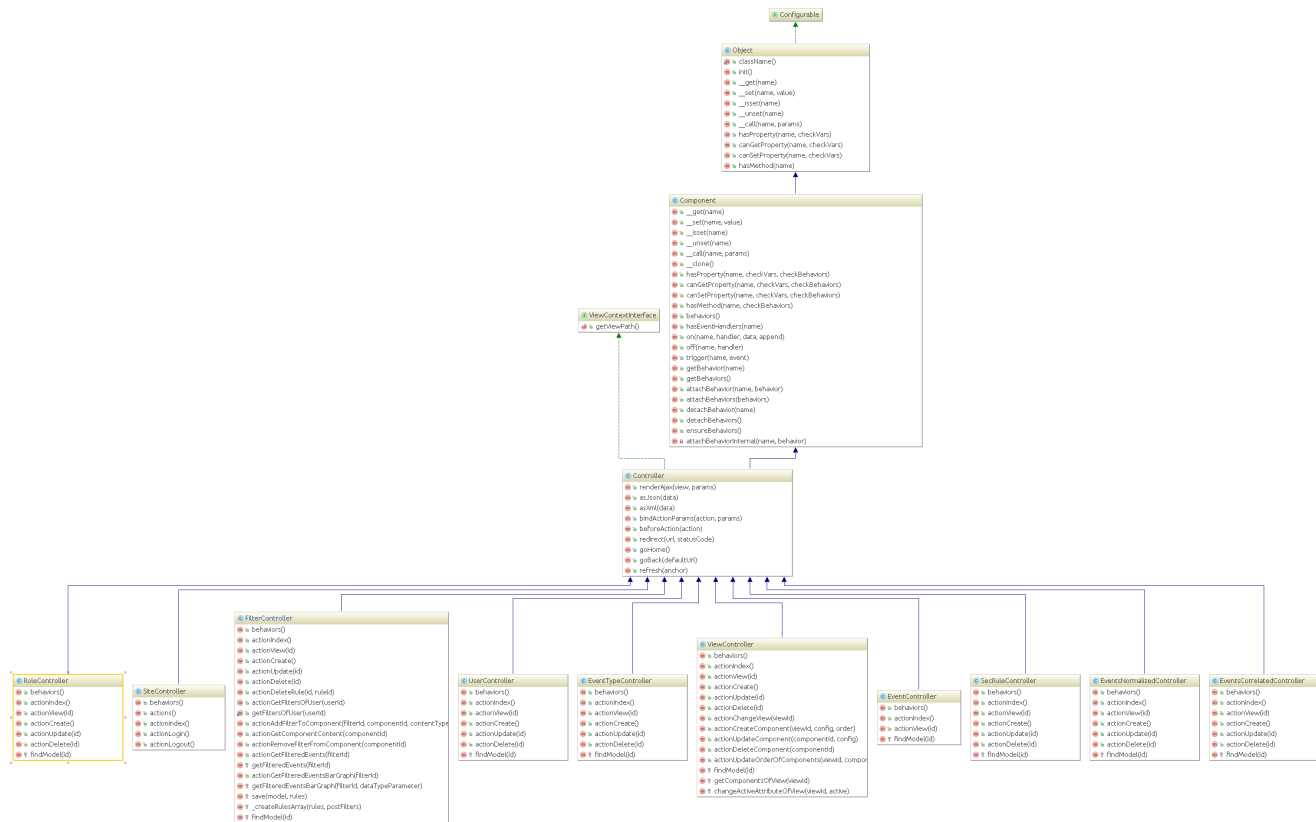 Configurable
Object
className()
init()
__get(name)
__set(name, value)
__isset(name)
__unset(name)
__call(name, params)
hasProperty(name, checkVars)
canGetProperty(name, checkVars)
canSetProperty(name, checkVars)
hasMethod(name)
Component
__get(name)
__set(name, value)
__isset(name)
__unset(name)
__call(name, params)
__clone()
hasProperty(name, checkVars, checkBehaviors)
canGetProperty(name, checkVars, checkBehaviors)
canSetProperty(name, checkVars, checkBehaviors)
hasMethod(name, checkBehaviors)
behaviors()
hasEventHandlers(name)
on(name, handler, data, append)
off(name, handler)
trigger(name, event)
getBehavior(name)
getBehaviors()
attachBehavior(name, behavior)
attachBehaviors(behaviors)
detachBehavior(name)
detachBehaviors()
ensureBehaviors()
attachBehaviorInternal(name, behavior)
ViewContextInterface
getViewPath()
Controller
renderAjax(view, params)
asJson(data)
asXml(data)
bindActionParams(action, params)
beforeAction(action)
redirect(url, statusCode)
goHome()
goBack(defaultUrl)
refresh(anchor)
RoleController
behaviors()
actionIndex()
actionView(id)
actionCreate()
actionUpdate(id)
actionDelete(id)
findModel(id)
SiteController
behaviors()
actions()
actionIndex()
actionLogin()
actionLogout()
FilterController
behaviors()
actionIndex()
actionView(id)
actionCreate()
actionUpdate(id)
actionDelete(id)
actionDeleteRule(id, ruleId)
actionGetFiltersOfUser(userId)
getFiltersOfUser(userId)
actionAddFilterToComponent(filterId, componentId, contentType
actionGetComponentContent(componentId)
actionRemoveFilterFromComponent(componentId)
actionGetFilteredEvents(filterId)
getFilteredEvents(filterId)
actionGetFilteredEventsBarGraph(filterId)
getFilteredEventsBarGraph(filterId, dataTypeParameter)
save(model, rules)
_createRulesArray(rules, postFilters)
findModel(id)
UserController
behaviors()
actionIndex()
actionView(id)
actionCreate()
actionUpdate(id)
actionDelete(id)
findModel(id)
EventTypeController
behaviors()
actionIndex()
actionView(id)
actionCreate()
actionUpdate(id)
actionDelete(id)
findModel(id)
ViewController
behaviors()
actionIndex()
actionView(id)
actionCreate()
actionUpdate(id)
actionDelete(id)
actionChangeView(viewId)
actionCreateComponent(viewId, config, order)
actionUpdateComponent(componentId, config)
actionDeleteComponent(componentId)
actionUpdateOrderOfComponents(viewId, compor
findModel(id)
getComponentsOfView(viewId)
changeActiveAttributeOfView(viewId, active)
EventController
behaviors()
actionIndex()
actionView(id)
findModel(id)
SecRuleController
behaviors()
actionIndex()
actionView(id)
actionCreate()
actionUpdate(id)
actionDelete(id)
findModel(id)
EventsNormalizedController
behaviors()
actionIndex()
actionView(id)
actionCreate()
actionUpdate(id)
actionDelete(id)
findModel(id)
EventsCorrelatedController
behaviors()
actionIndex()
actionView(id)
actionCreate()
actionUpdate(id)
actionDelete(id)
findModel(id)